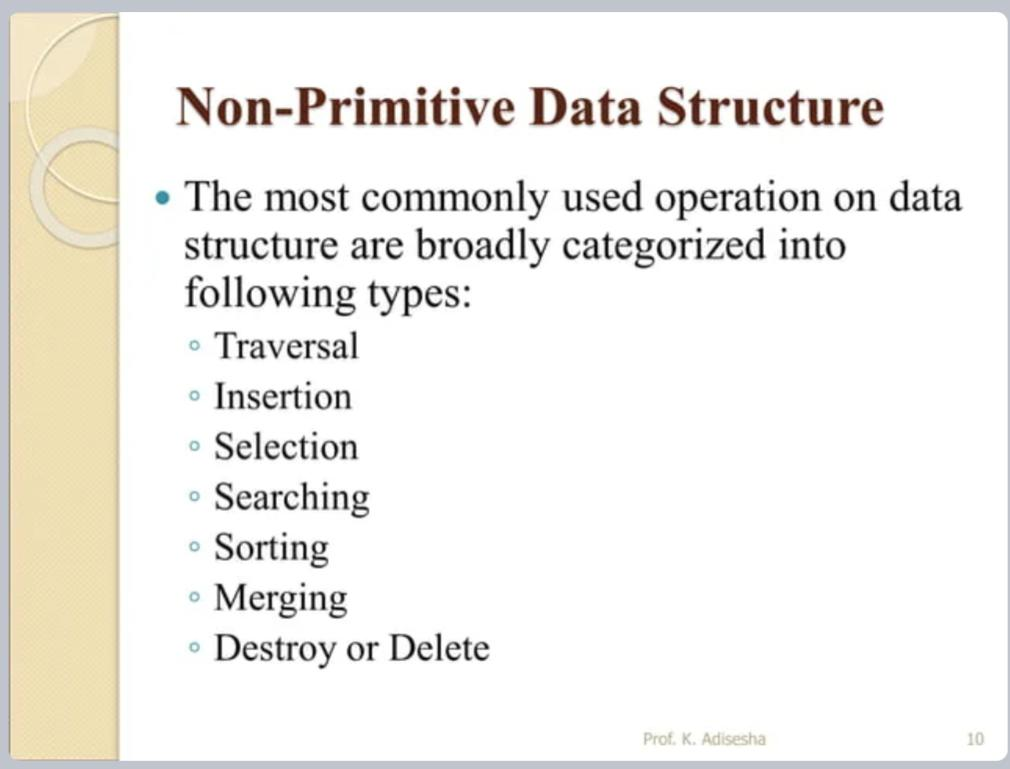 Non-Primitive Data Structure
• The most commonly used operation on data
structure are broadly categorized into
following types:
◦ Traversal
◦ Insertion
◦ Selection
◦ Searching
◦ Sorting
◦ Merging
◦ Destroy or Delete
Prof. K. Adisesha 10